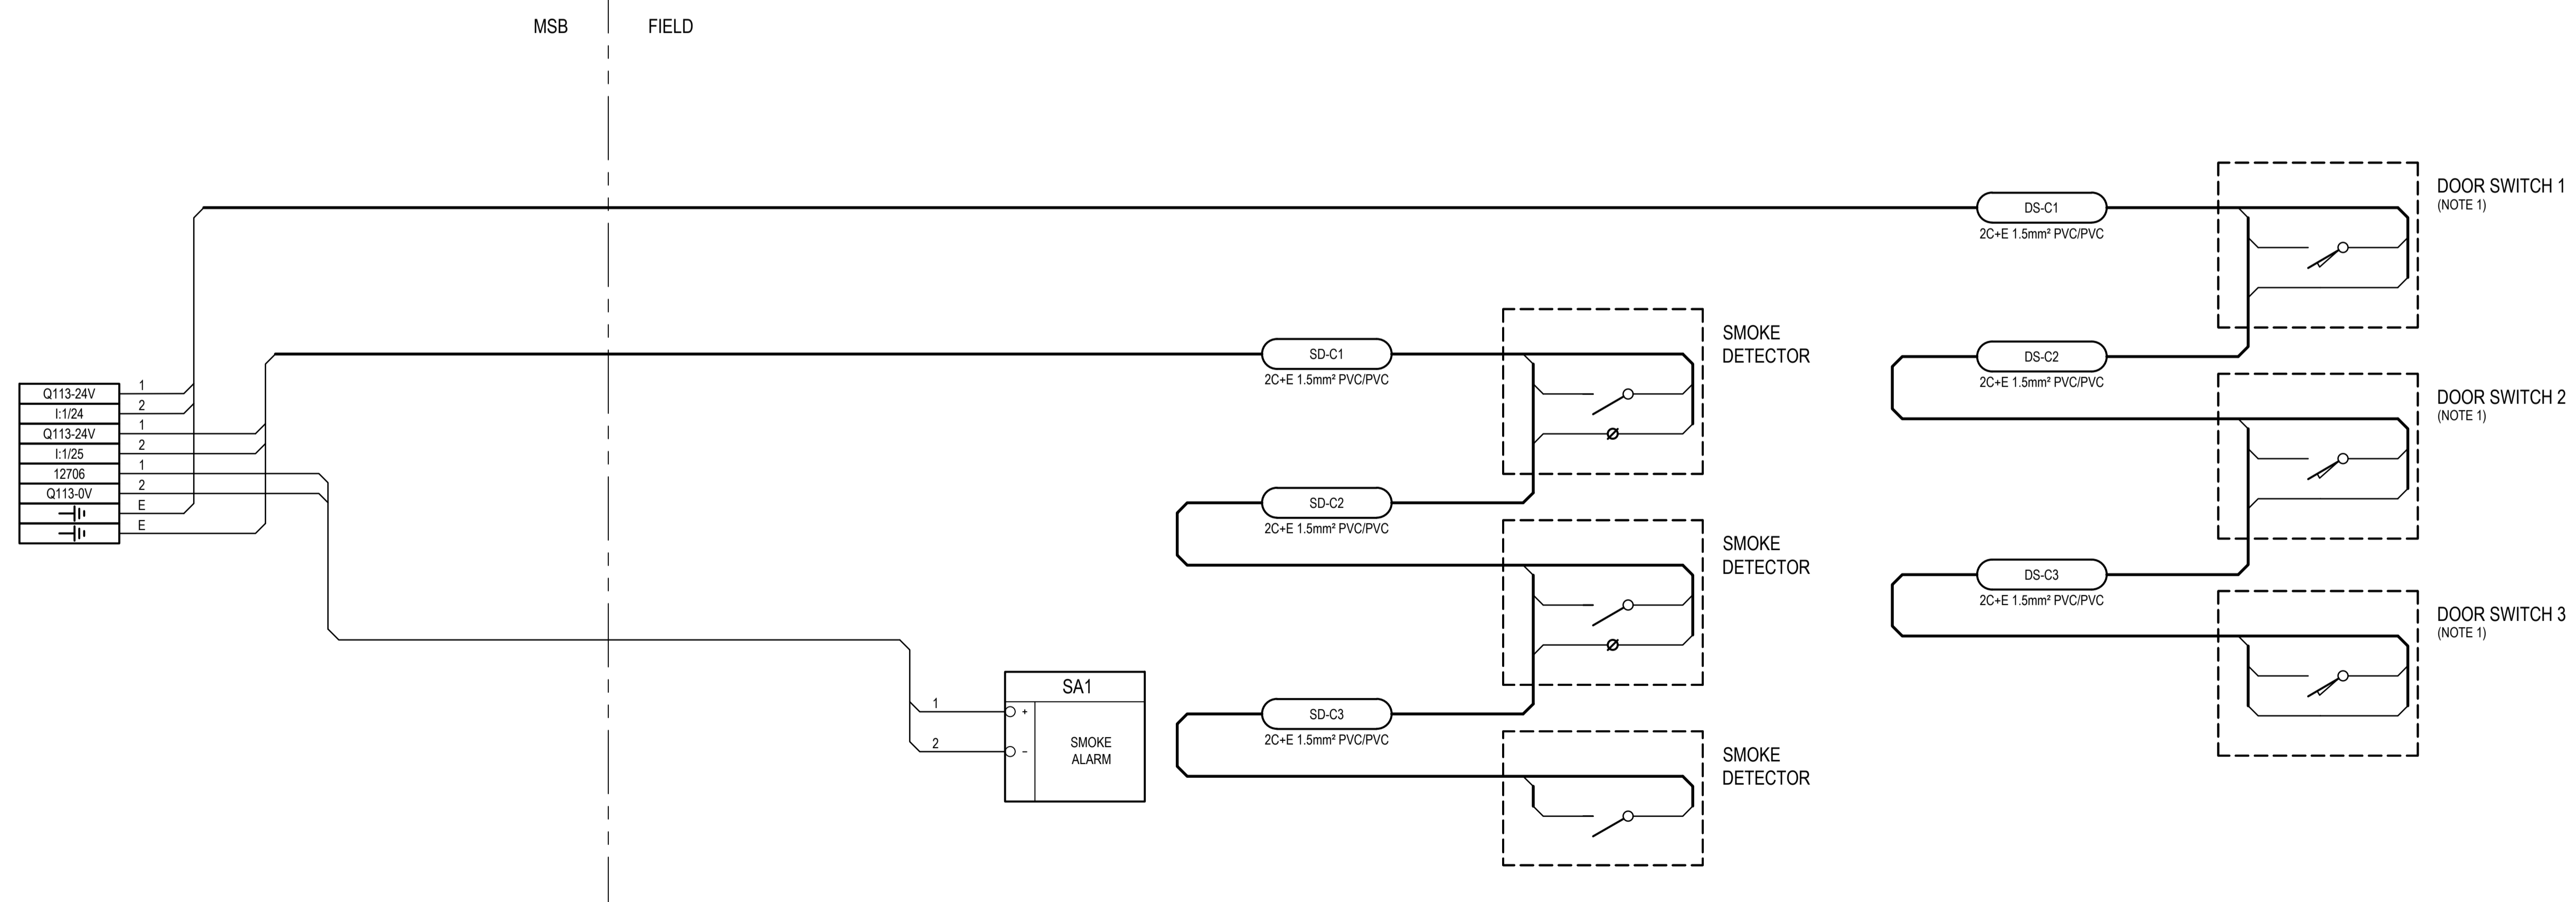 MSB
FIELD
DOOR SWITCH 1
(NOTE 1)
DS-C1
2C+E 1.5mm² PVC/PVC
SMOKE
DETECTOR
SD-C1
2C+E 1.5mm² PVC/PVC
DS-C2
2C+E 1.5mm² PVC/PVC
Q113-24V 1
I:1/24 2
Q113-24V 1
I:1/25 2
12706 1
Q113-0V 2
E
E
DOOR SWITCH 2
(NOTE 1)
SD-C2
2C+E 1.5mm² PVC/PVC
SMOKE
DETECTOR
DS-C3
2C+E 1.5mm² PVC/PVC
DOOR SWITCH 3
(NOTE 1)
SA1
1 +
2 –
SMOKE
ALARM
SD-C3
2C+E 1.5mm² PVC/PVC
SMOKE
DETECTOR